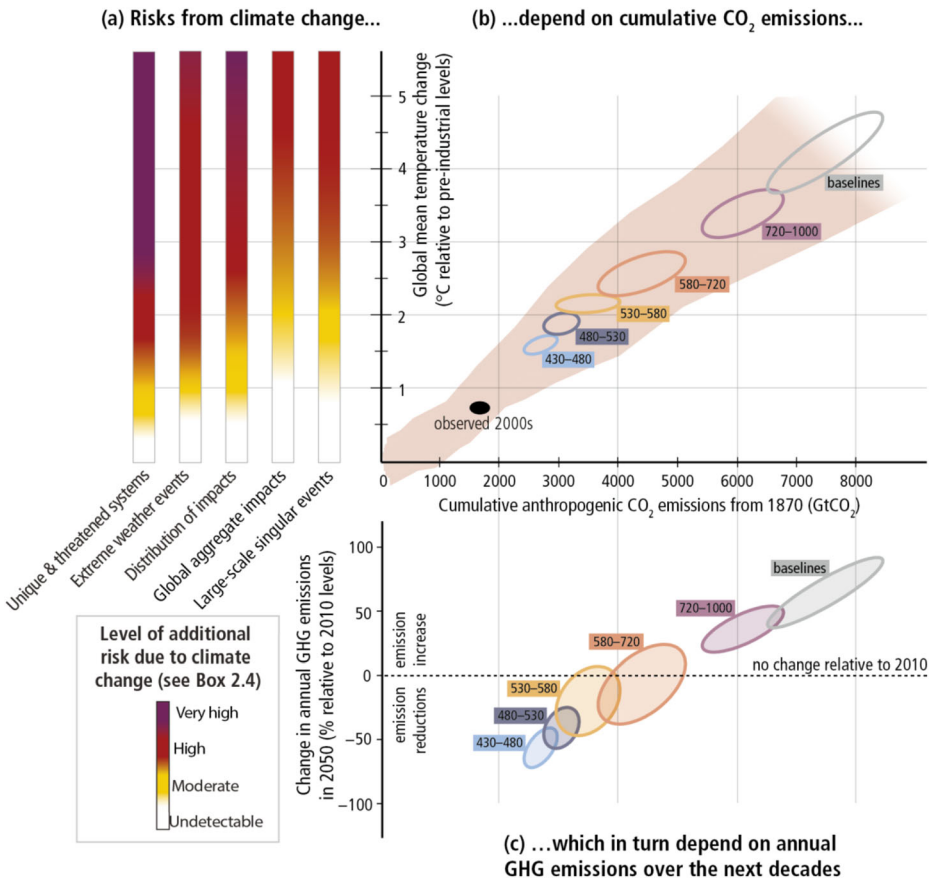 (a) Risks from climate change...
(b) ...depend on cumulative CO₂ emissions...
Global mean temperature change
(°C relative to pre-industrial levels)
5
4
3
2
1
baselines
720–1000
580–720
530–580
480–530
430–480
observed 2000s
0 1000 2000 3000 4000 5000 6000 7000 8000
Cumulative anthropogenic CO₂ emissions from 1870 (GtCO₂)
Unique & threatened systems
Extreme weather events
Distribution of impacts
Global aggregate impacts
Large-scale singular events
Level of additional
risk due to climate
change (see Box 2.4)
Very high
High
Moderate
Undetectable
Change in annual GHG emissions
in 2050 (% relative to 2010 levels)
100
50
0
−50
−100
emission
increase
emission
reductions
baselines
720–1000
580–720
no change relative to 2010
530–580
480–530
430–480
(c) ...which in turn depend on annual
GHG emissions over the next decades